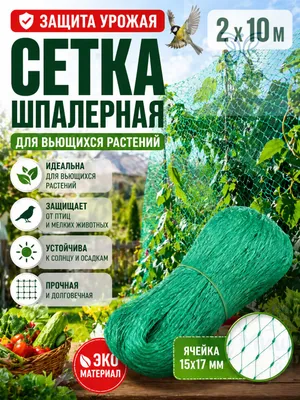 ЗАЩИТА УРОЖАЯ
2 x 10 м
СЕТКА
ШПАЛЕРНАЯ
ДЛЯ ВЬЮЩИХСЯ РАСТЕНИЙ
ИДЕАЛЬНА
ДЛЯ ВЬЮЩИХСЯ
РАСТЕНИЙ
ЗАЩИЩАЕТ
ОТ ПТИЦ
И МЕЛКИХ ЖИВОТНЫХ
УСТОЙЧИВА
К СОЛНЦУ И ОСАДКАМ
ПРОЧНАЯ
И ДОЛГОВЕЧНАЯ
ЭКО
МАТЕРИАЛ
ЯЧЕЙКА
15х17 мм